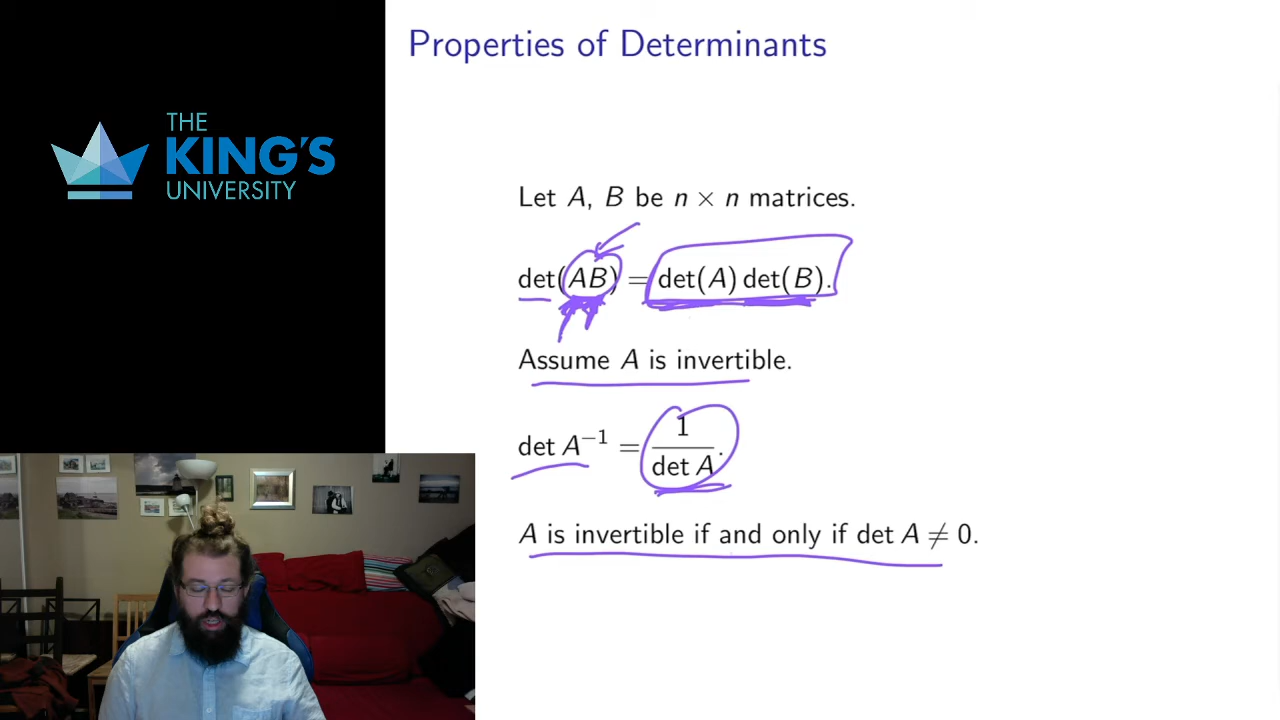 THE
KING'S
UNIVERSITY
Properties of Determinants
Let A, B be n × n matrices.
det(AB) = det(A) det(B).
Assume A is invertible.
det A⁻¹ = 1/det A.
A is invertible if and only if det A ≠ 0.